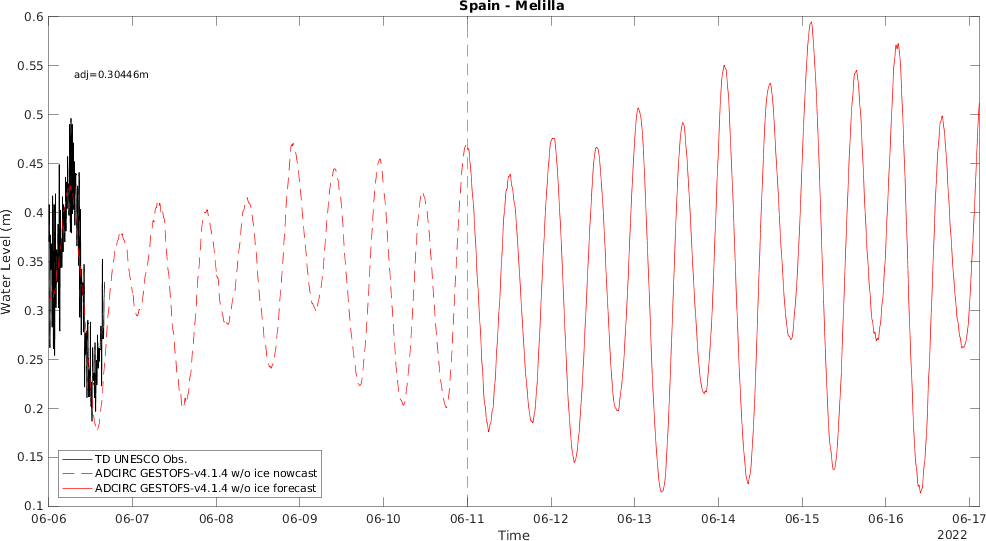 Spain - Melilla
0.6
0.55
0.5
0.45
0.4
0.35
0.3
0.25
0.2
0.15
0.1
Water Level (m)
adj=0.30446m
TD UNESCO Obs.
ADCIRC GESTOFS-v4.1.4 w/o ice nowcast
ADCIRC GESTOFS-v4.1.4 w/o ice forecast
06-06 06-07 06-08 06-09 06-10 06-11 06-12 06-13 06-14 06-15 06-16 06-17
Time
2022